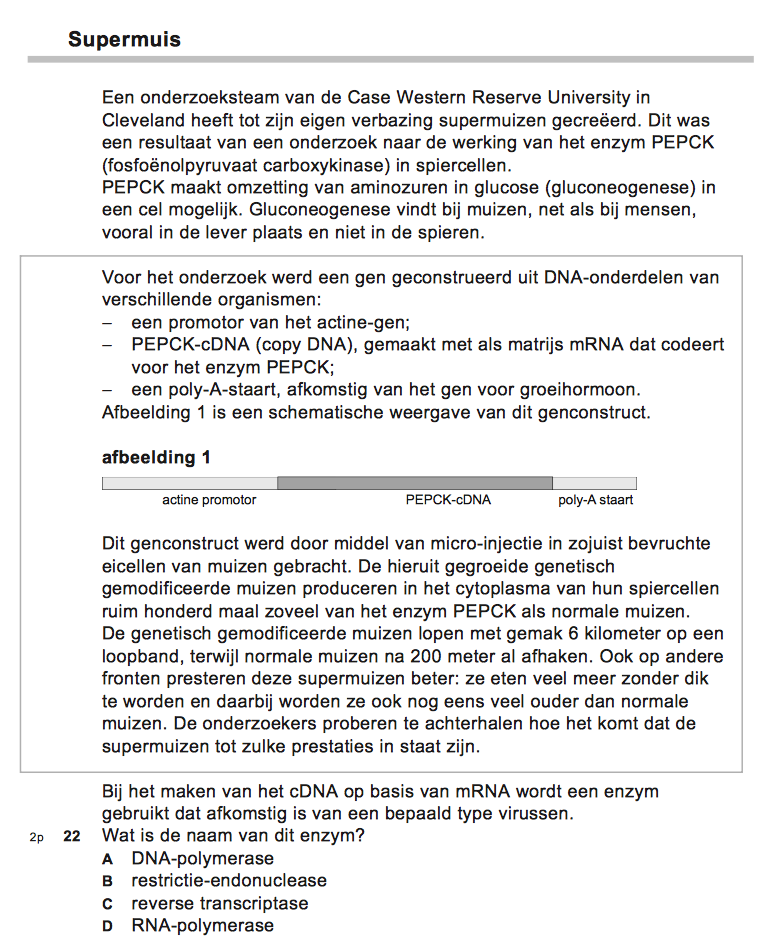 Supermuis
Een onderzoeksteam van de Case Western Reserve University in
Cleveland heeft tot zijn eigen verbazing supermuizen gecreëerd. Dit was
een resultaat van een onderzoek naar de werking van het enzym PEPCK
(fosfoënolpyruvaat carboxykinase) in spiercellen.
PEPCK maakt omzetting van aminozuren in glucose (gluconeogenese) in
een cel mogelijk. Gluconeogenese vindt bij muizen, net als bij mensen,
vooral in de lever plaats en niet in de spieren.
Voor het onderzoek werd een gen geconstrueerd uit DNA-onderdelen van
verschillende organismen:
– een promotor van het actine-gen;
– PEPCK-cDNA (copy DNA), gemaakt met als matrijs mRNA dat codeert
voor het enzym PEPCK;
– een poly-A-staart, afkomstig van het gen voor groeihormoon.
Afbeelding 1 is een schematische weergave van dit genconstruct.
afbeelding 1
actine promotor PEPCK-cDNA poly-A staart
Dit genconstruct werd door middel van micro-injectie in zojuist bevruchte
eicellen van muizen gebracht. De hieruit gegroeide genetisch
gemodificeerde muizen produceren in het cytoplasma van hun spiercellen
ruim honderd maal zoveel van het enzym PEPCK als normale muizen.
De genetisch gemodificeerde muizen lopen met gemak 6 kilometer op een
loopband, terwijl normale muizen na 200 meter al afhaken. Ook op andere
fronten presteren deze supermuizen beter: ze eten veel meer zonder dik
te worden en daarbij worden ze ook nog eens veel ouder dan normale
muizen. De onderzoekers proberen te achterhalen hoe het komt dat de
supermuizen tot zulke prestaties in staat zijn.
Bij het maken van het cDNA op basis van mRNA wordt een enzym
gebruikt dat afkomstig is van een bepaald type virussen.
2p 22 Wat is de naam van dit enzym?
A DNA-polymerase
B restrictie-endonuclease
C reverse transcriptase
D RNA-polymerase